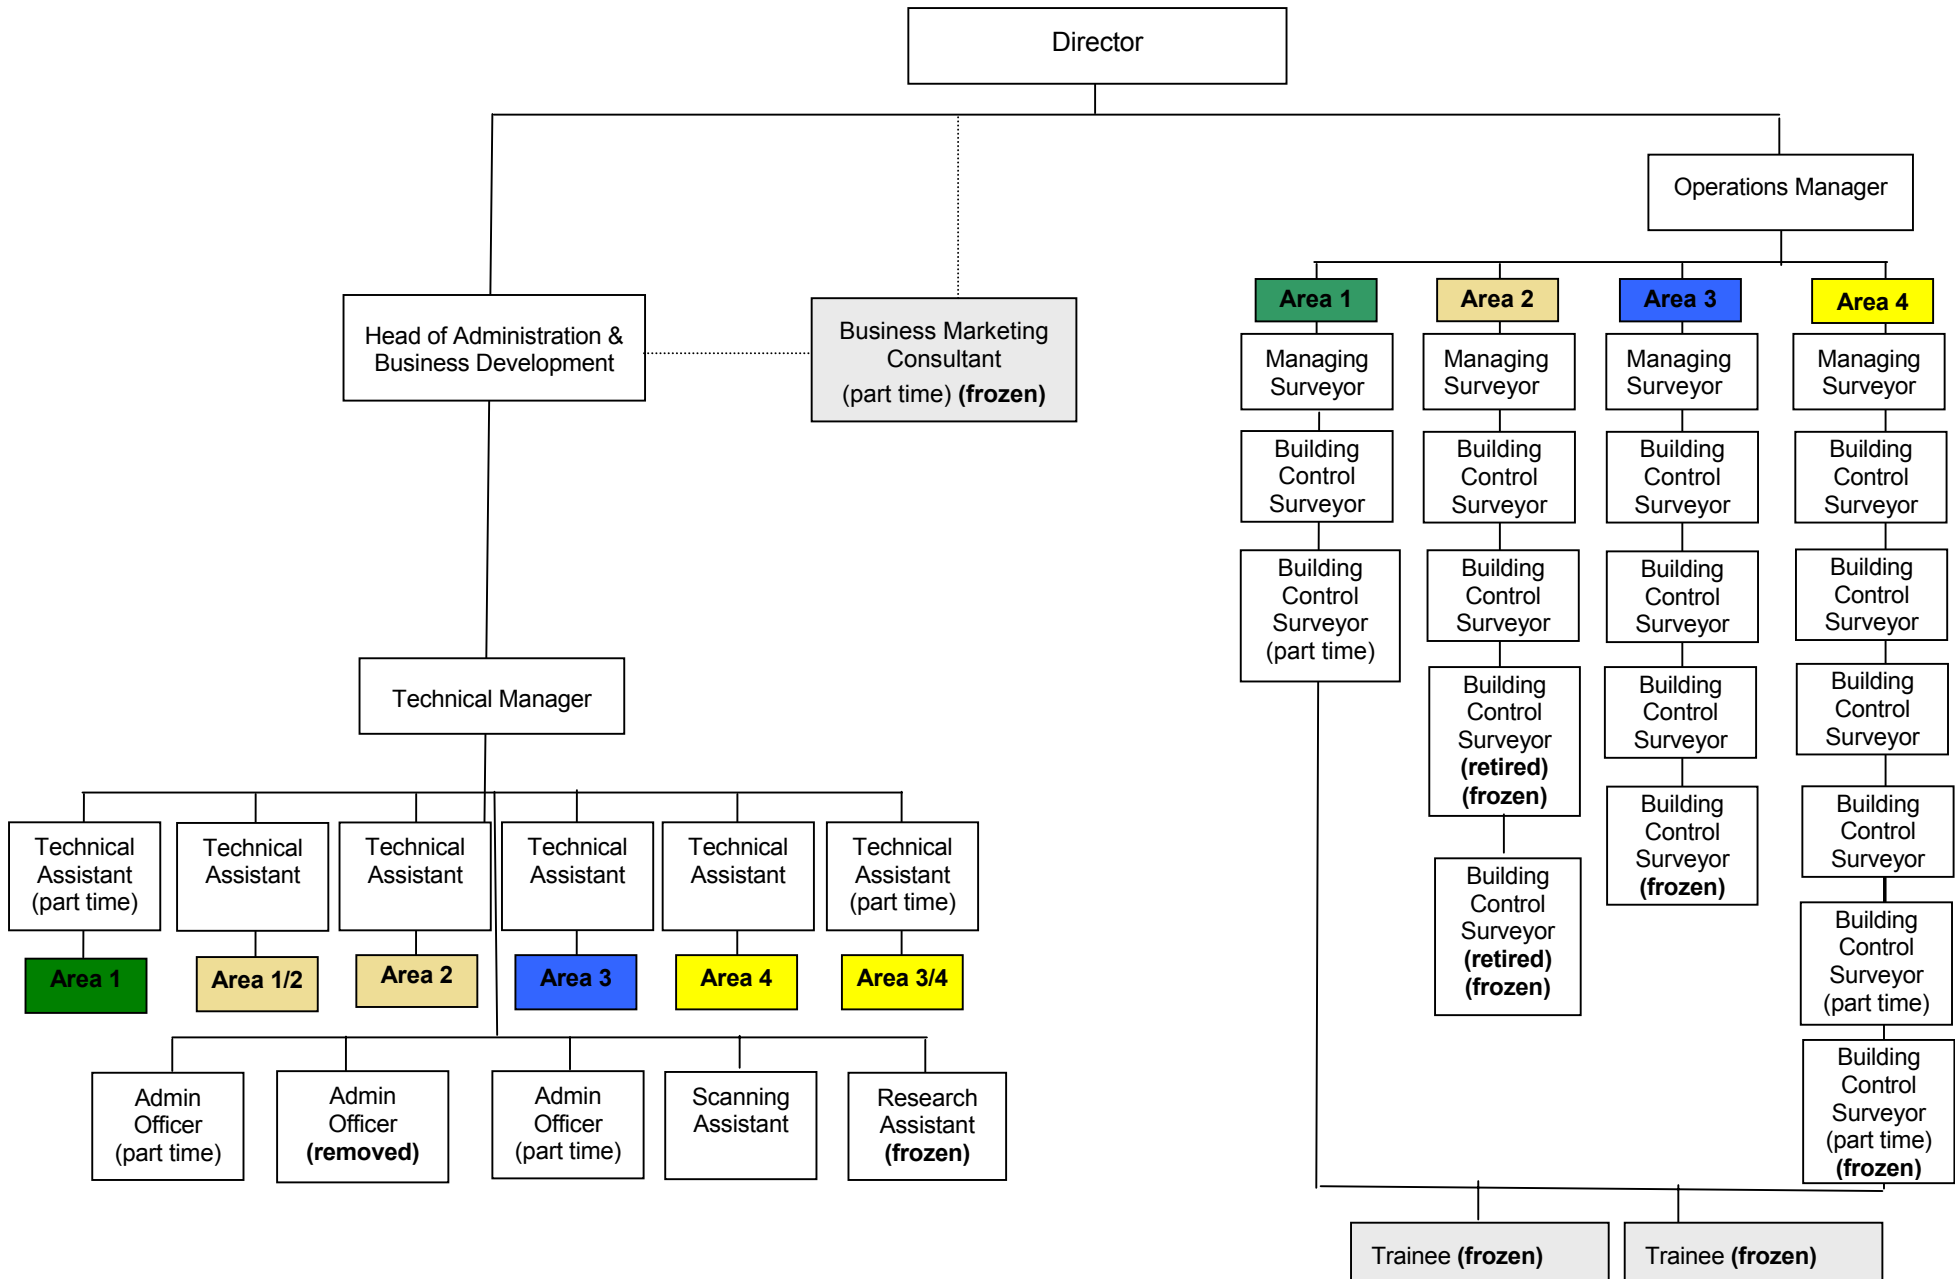 Director
Operations Manager
Head of Administration &
Business Development
Business Marketing
Consultant
(part time) (frozen)
Area 1
Managing
Surveyor
Building
Control
Surveyor
Building
Control
Surveyor
(part time)
Area 2
Managing
Surveyor
Building
Control
Surveyor
Building
Control
Surveyor
Building
Control
Surveyor
(retired)
(frozen)
Building
Control
Surveyor
(retired)
(frozen)
Area 3
Managing
Surveyor
Building
Control
Surveyor
Building
Control
Surveyor
Building
Control
Surveyor
Building
Control
Surveyor
(frozen)
Area 4
Managing
Surveyor
Building
Control
Surveyor
Building
Control
Surveyor
Building
Control
Surveyor
Building
Control
Surveyor
Building
Control
Surveyor
(part time)
Building
Control
Surveyor
(part time)
(frozen)
Technical Manager
Technical
Assistant
(part time)
Area 1
Technical
Assistant
Area 1/2
Technical
Assistant
Area 2
Technical
Assistant
Area 3
Technical
Assistant
Area 4
Technical
Assistant
(part time)
Area 3/4
Admin
Officer
(part time)
Admin
Officer
(removed)
Admin
Officer
(part time)
Scanning
Assistant
Research
Assistant
(frozen)
Trainee (frozen)
Trainee (frozen)